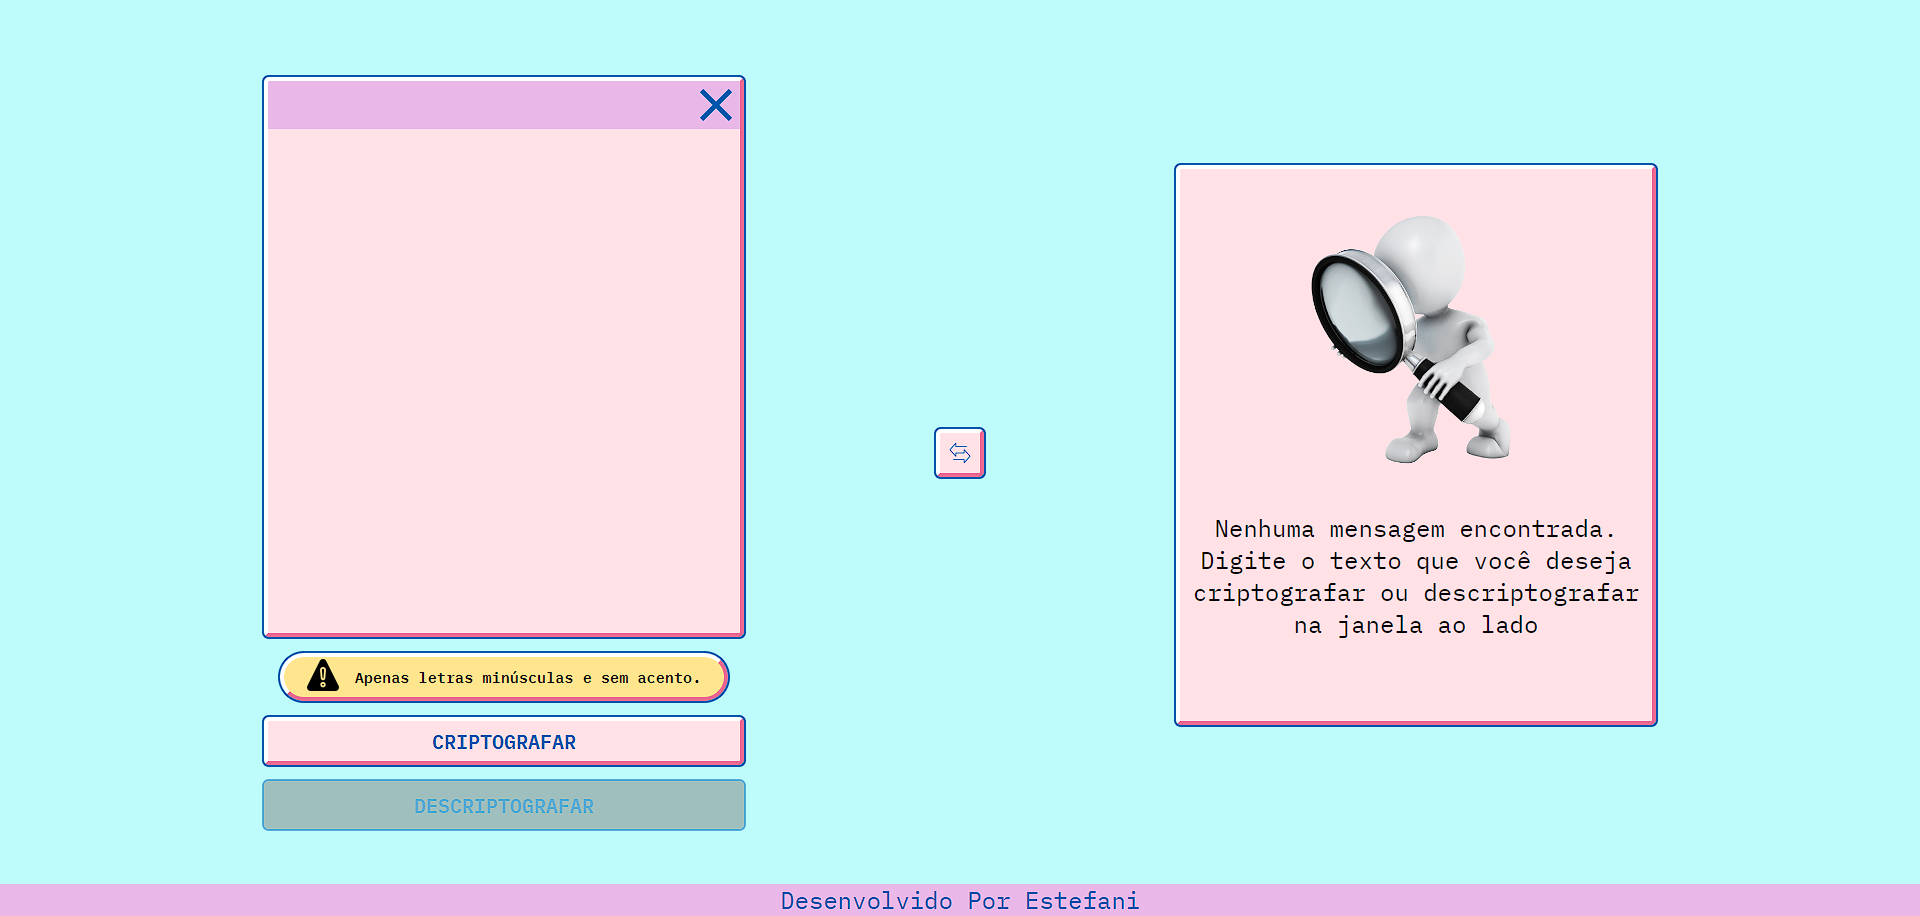 Apenas letras minúsculas e sem acento.
CRIPTOGRAFAR
DESCRIPTOGRAFAR
Nenhuma mensagem encontrada.
Digite o texto que você deseja
criptografar ou descriptografar
na janela ao lado
Desenvolvido Por Estefani